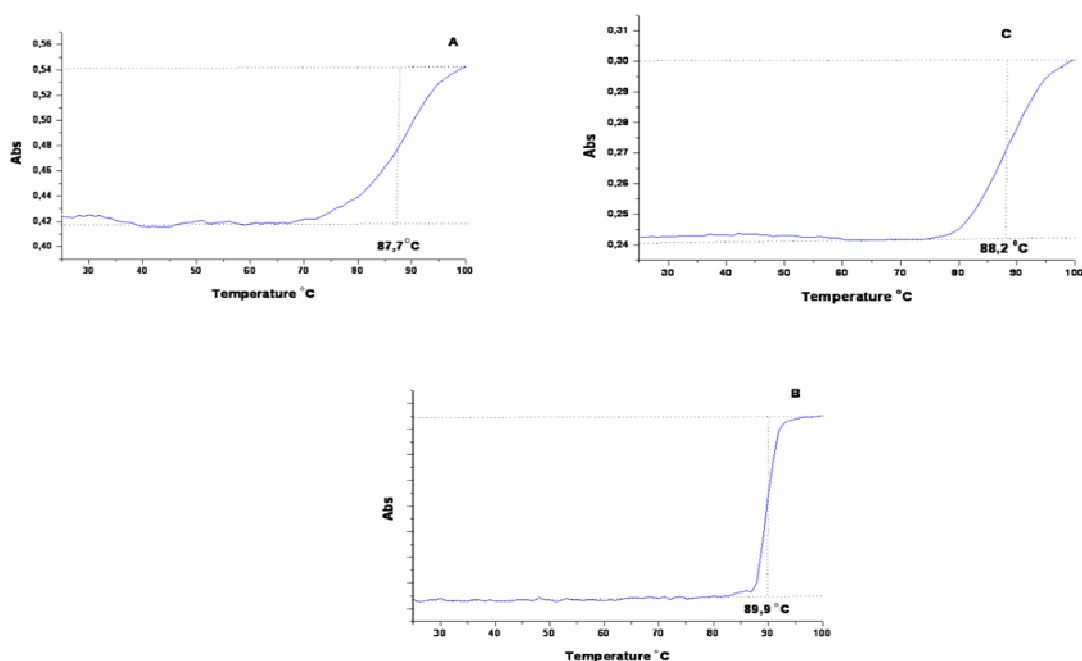 A
0,56
0,54
0,52
0,50
0,48
0,46
0,44
0,42
0,40
Abs
87,7°C
30 40 50 60 70 80 90 100
Temperature °C
C
0,31
0,30
0,29
0,28
0,27
0,26
0,25
0,24
Abs
88,2 °C
30 40 50 60 70 80 90 100
Temperature °C
B
Abs
89,9 °C
30 40 50 60 70 80 90 100
Temperature °C